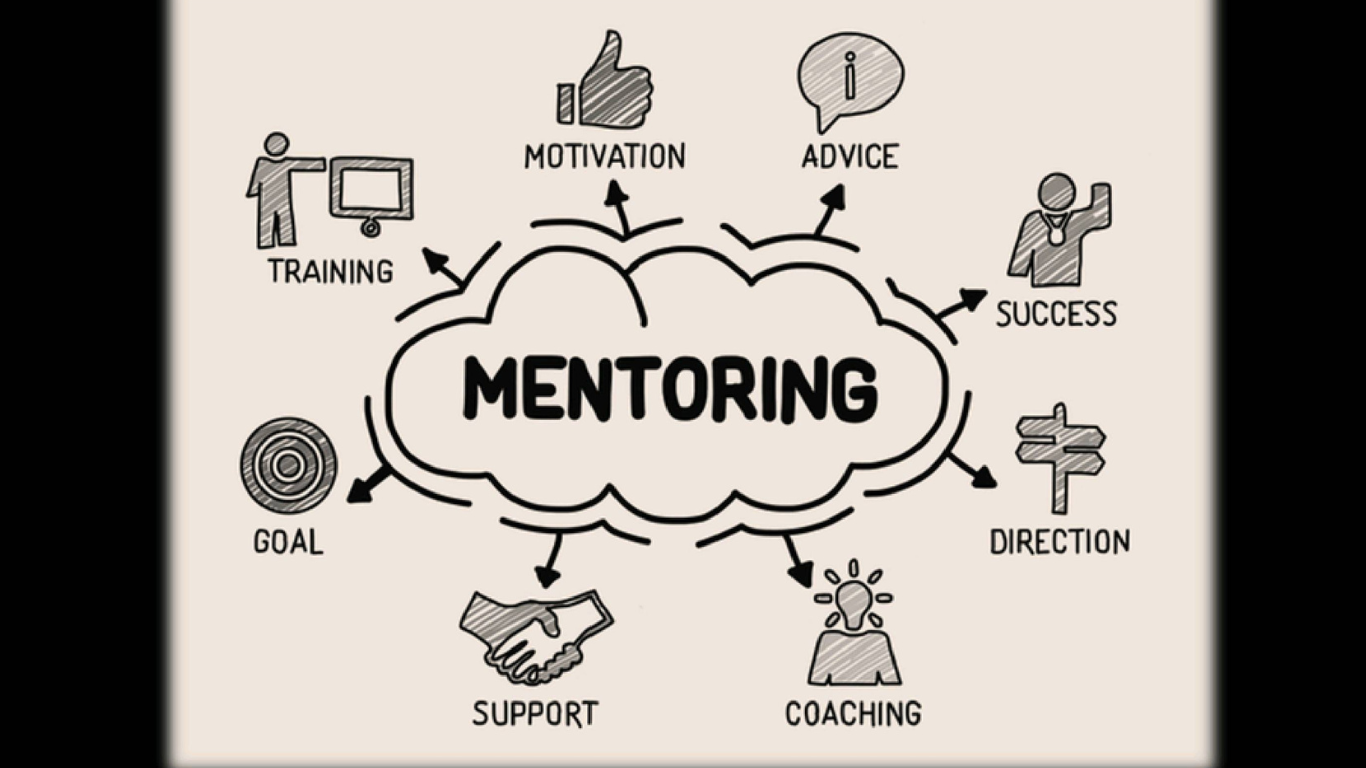 MOTIVATION
ADVICE
TRAINING
SUCCESS
MENTORING
GOAL
DIRECTION
SUPPORT
COACHING